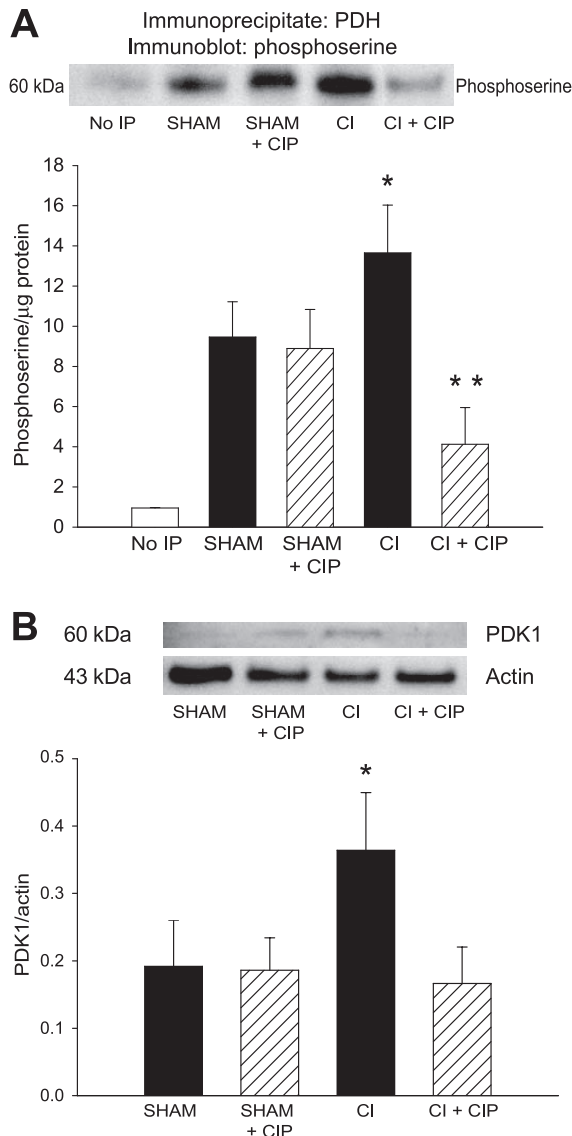 A
Immunoprecipitate: PDH
Immunoblot: phosphoserine
60 kDa
Phosphoserine
No IP SHAM SHAM + CIP CI CI + CIP
Phosphoserine/µg protein
18
16
14
12
10
8
6
4
2
0
*
* *
No IP SHAM SHAM + CIP CI CI + CIP
B
60 kDa PDK1
43 kDa Actin
SHAM SHAM + CIP CI CI + CIP
PDK1/actin
0.5
0.4
0.3
0.2
0.1
0.0
*
SHAM SHAM + CIP CI CI + CIP